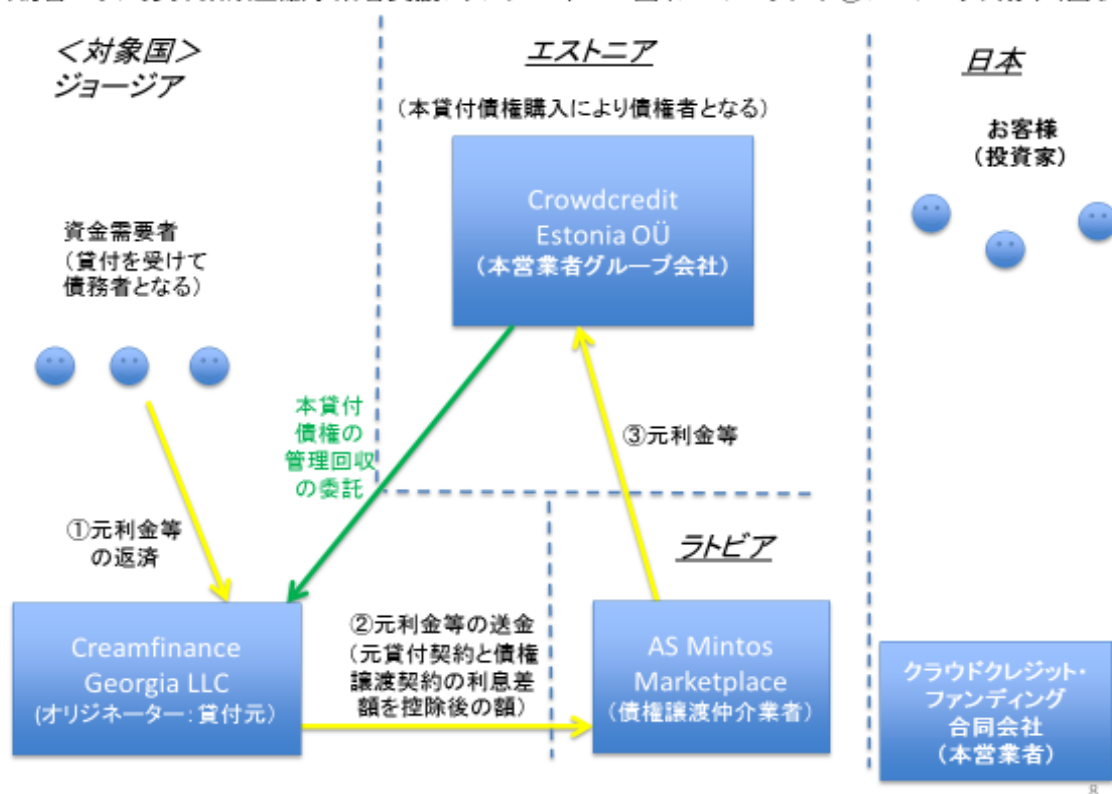 ＜対象国＞
ジョージア
エストニア
日本
（本貸付債権購入により債権者となる）
お客様
（投資家）
Crowdcredit
Estonia OÜ
（本営業者グループ会社）
資金需要者
（貸付を受けて
債務者となる）
本貸付
債権の
管理回収
の委託
③元利金等
①元利金等
の返済
ラトビア
Creamfinance
Georgia LLC
(オリジネーター：貸付元）
②元利金等の送金
（元貸付契約と債権
譲渡契約の利息差
額を控除後の額）
AS Mintos
Marketplace
（債権譲渡仲介業者）
クラウドクレジット・
ファンディング
合同会社
（本営業者）
8